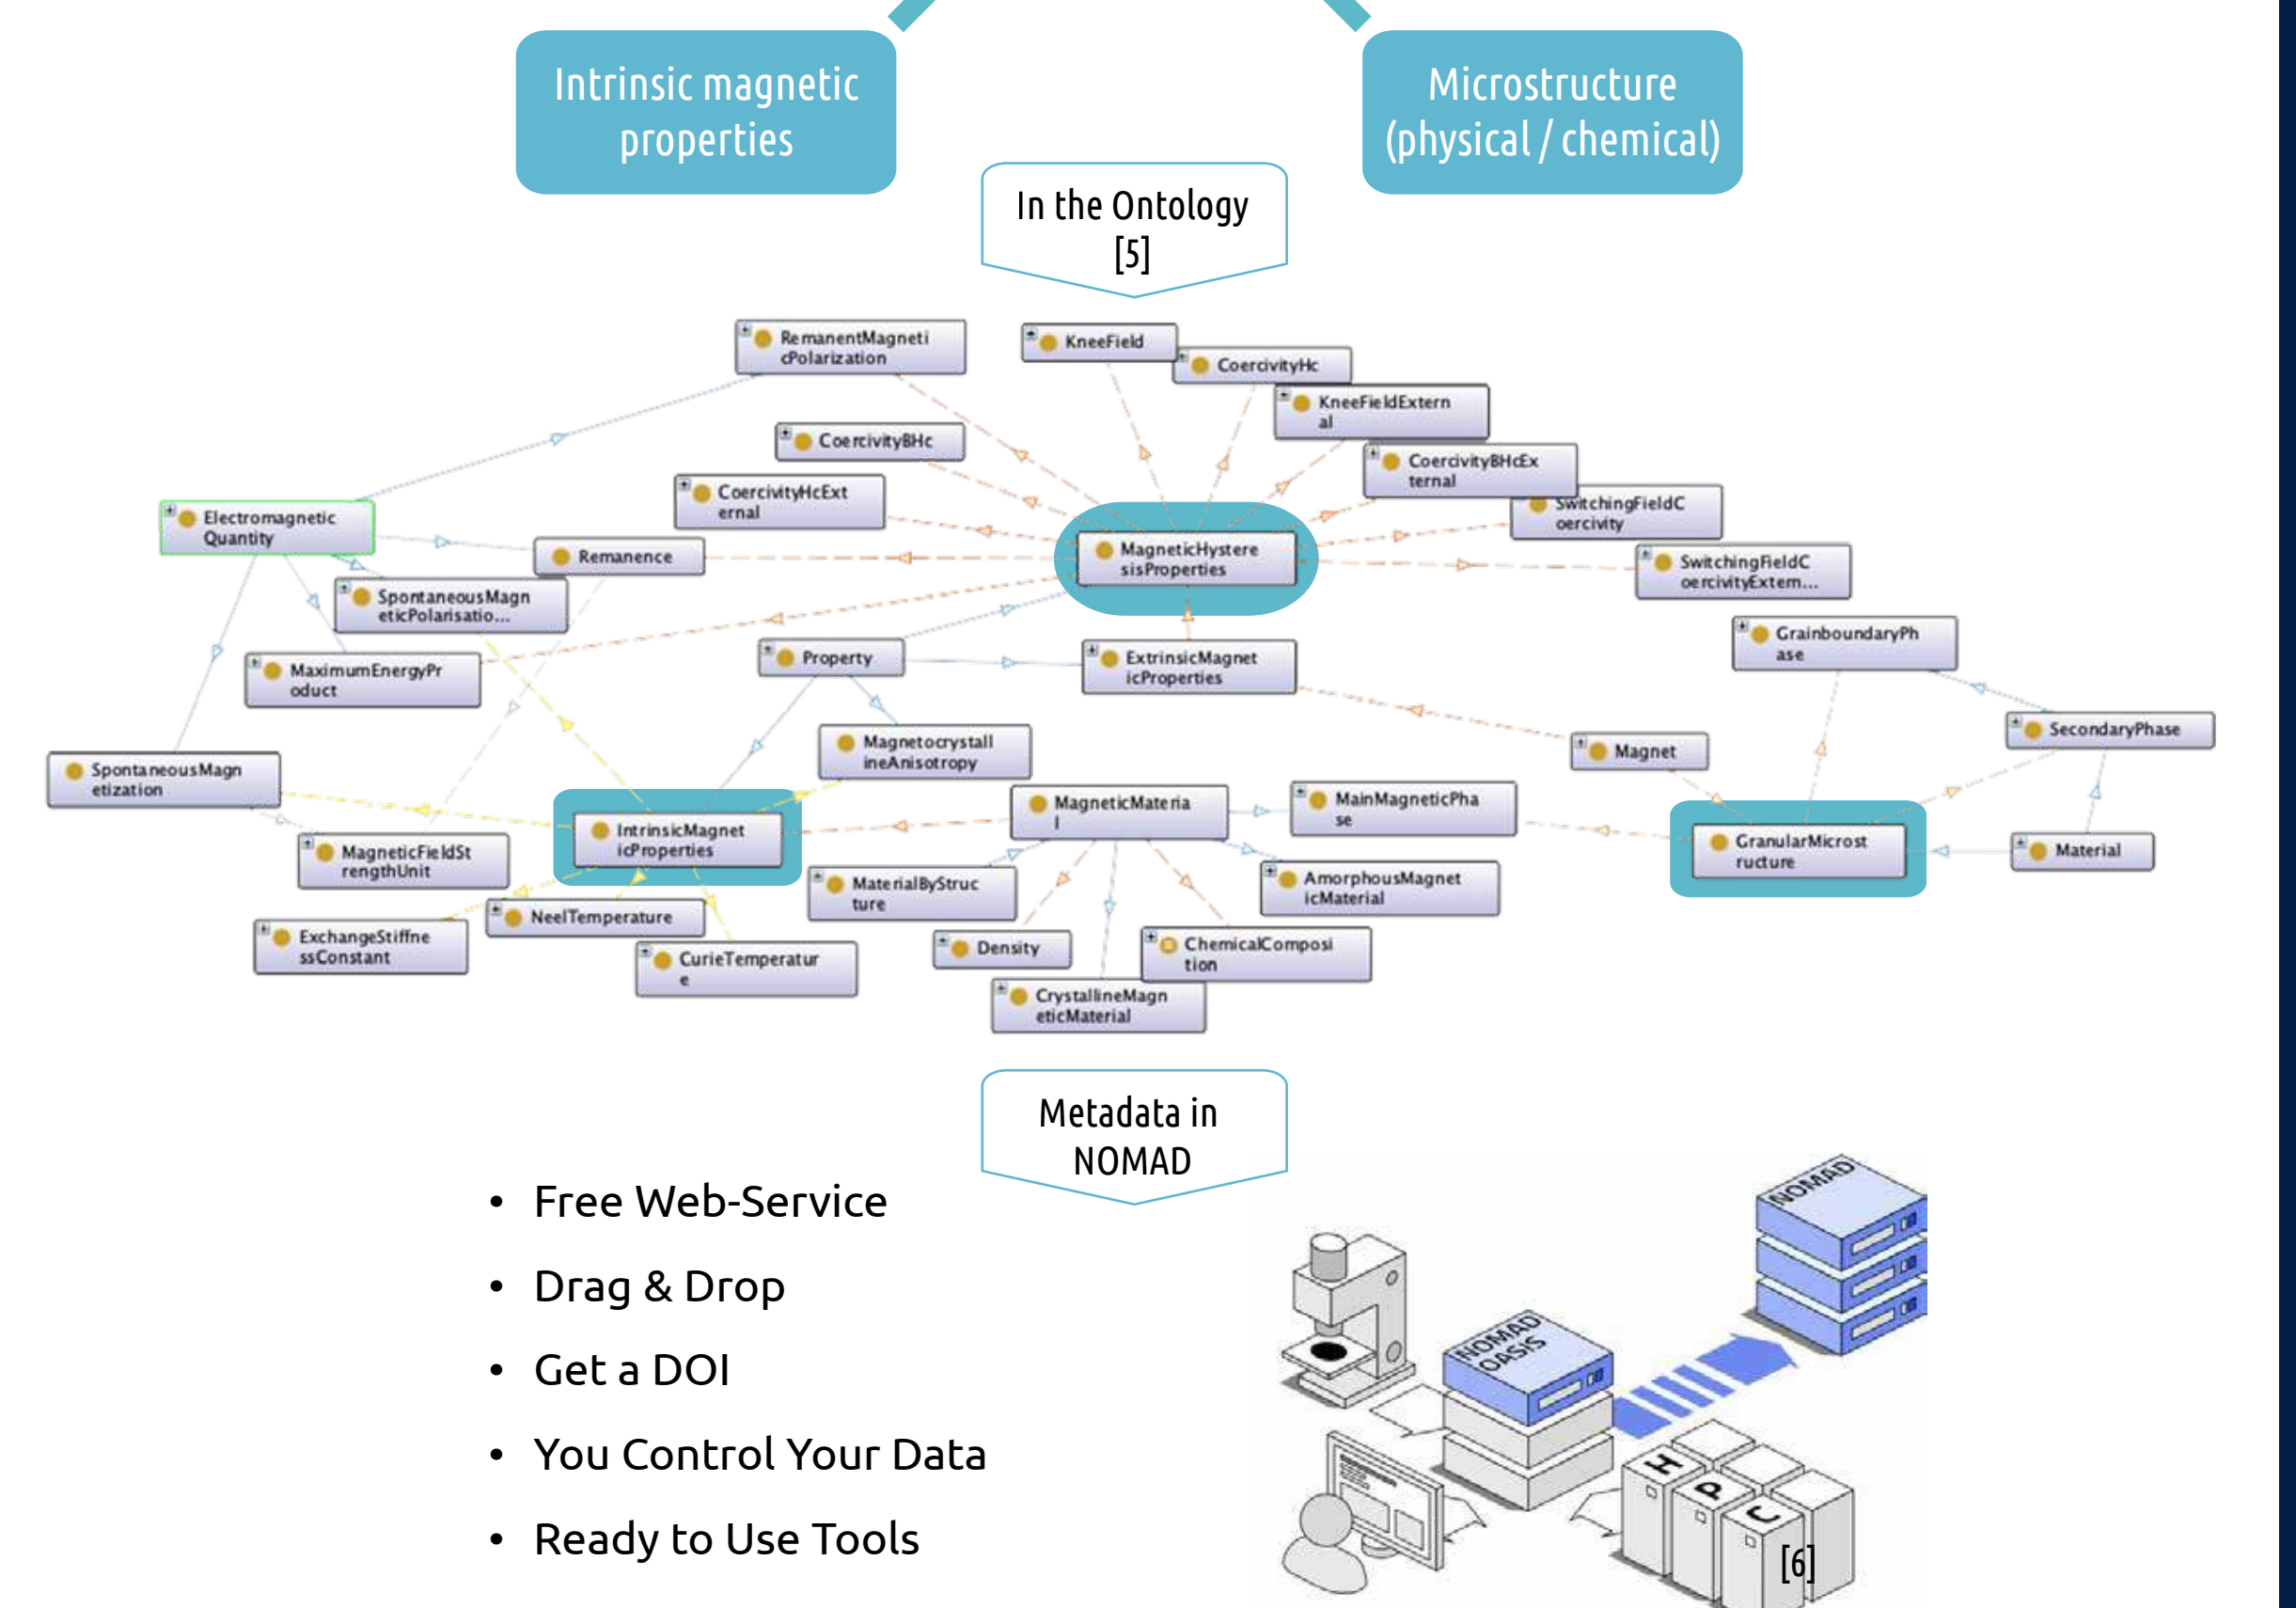 Intrinsic magnetic
properties
Microstructure
(physical / chemical)
In the Ontology
[5]
RemanentMagneti
cPolarization
KneeField
CoercivityHc
KneeFieldExtern
al
CoercivityBHc
CoercivityBHcEx
ternal
CoercivityHcExt
ernal
SwitchingFieldC
oercivity
Electromagnetic
Quantity
Remanence
MagneticHystere
sisProperties
SwitchingFieldC
oercivityExtern...
SpontaneousMagn
eticPolarisatio...
GrainboundaryPh
ase
MaximumEnergyPr
oduct
Property
ExtrinsicMagnet
icProperties
SecondaryPhase
Magnetocrystall
ineAnisotropy
Magnet
SpontaneousMagn
etization
MagneticMateria
l
MainMagneticPha
se
IntrinsicMagnet
icProperties
GranularMicrost
ructure
Material
MagneticFieldSt
rengthUnit
MaterialByStruc
ture
AmorphousMagnet
icMaterial
NeelTemperature
ExchangeStiffne
ssConstant
CurieTemperatur
e
Density
ChemicalComposi
tion
CrystallineMagn
eticMaterial
Metadata in
NOMAD
• Free Web-Service
• Drag & Drop
• Get a DOI
• You Control Your Data
• Ready to Use Tools
NOMAD
NOMAD
OASIS
H
P
C
[6]